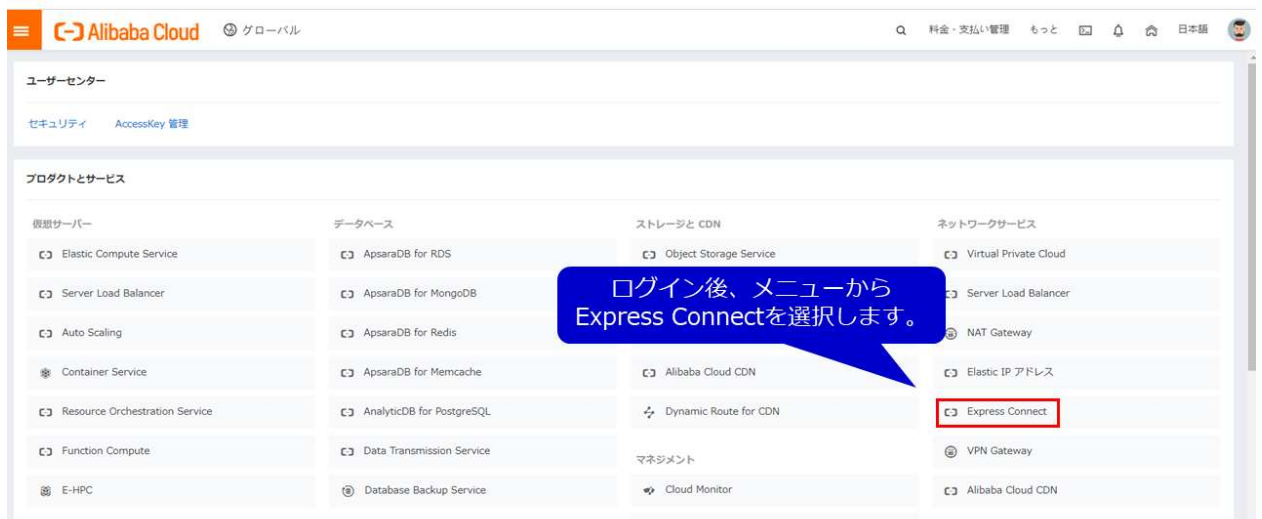 Alibaba Cloud グローバル 料金・支払い管理 もっと 日本語
ユーザーセンター
セキュリティ AccessKey 管理
プロダクトとサービス
仮想サーバー データベース ストレージと CDN ネットワークサービス
Elastic Compute Service ApsaraDB for RDS Object Storage Service Virtual Private Cloud
ログイン後、メニューから
Express Connectを選択します。
Server Load Balancer ApsaraDB for MongoDB Server Load Balancer
Auto Scaling ApsaraDB for Redis NAT Gateway
Container Service ApsaraDB for Memcache Alibaba Cloud CDN Elastic IP アドレス
Resource Orchestration Service AnalyticDB for PostgreSQL Dynamic Route for CDN Express Connect
Function Compute Data Transmission Service VPN Gateway
マネジメント
E-HPC Database Backup Service Cloud Monitor Alibaba Cloud CDN